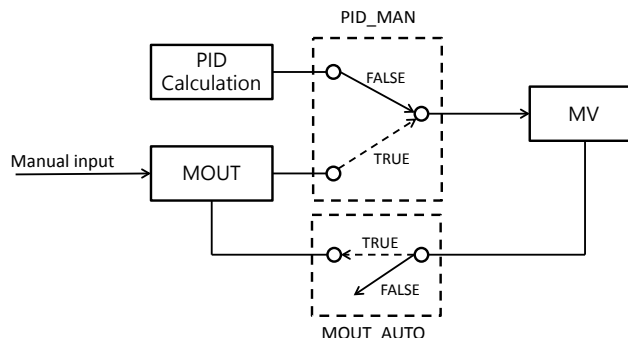 PID_MAN
PID
Calculation
FALSE
MV
Manual input
MOUT
TRUE
TRUE
FALSE
MOUT_AUTO